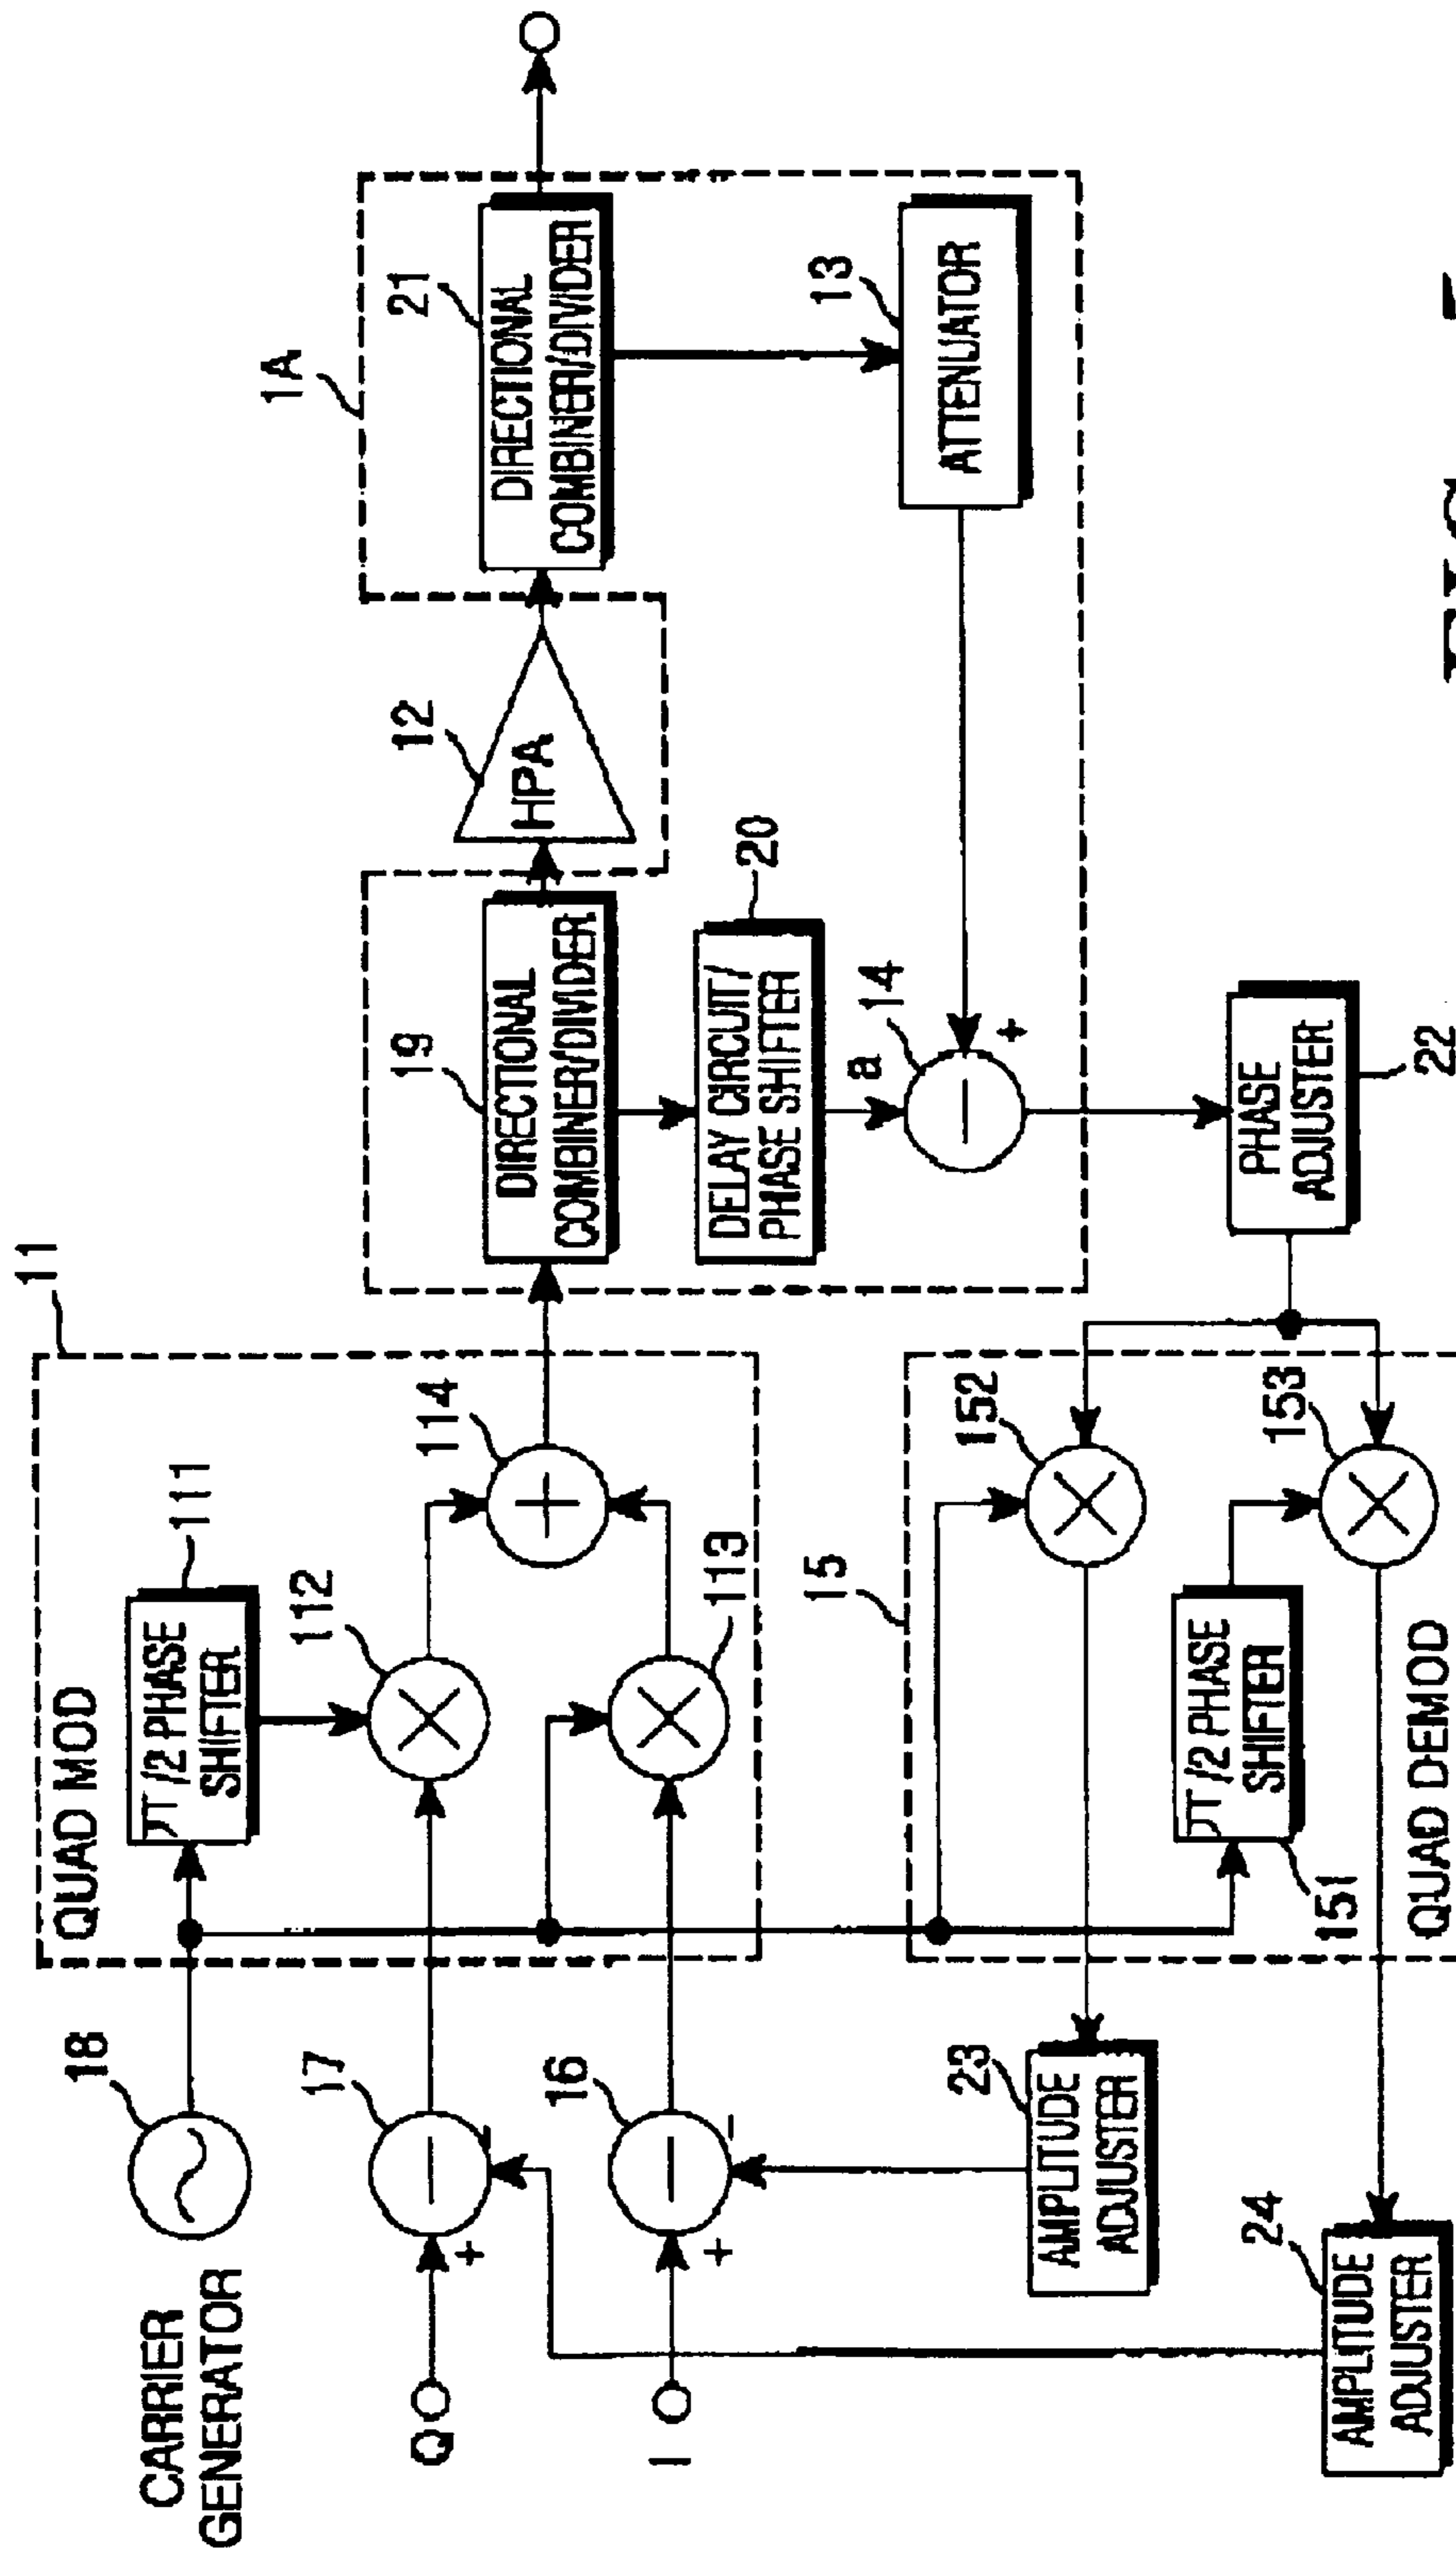 CARRIER
GENERATOR
18
QUAD MOD
11
π/2 PHASE
SHIFTER
111
Q
+
17
−
112
−
I
+
16
−
−
113
114
+
1A
19
DIRECTIONAL
COMBINER/DIVIDER
12
HPA
21
DIRECTIONAL
COMBINER/DIVIDER
DELAY CIRCUIT/
PHASE SHIFTER
20
a
14
−
+
13
ATTENUATOR
PHASE
ADJUSTER
22
15
152
153
π/2 PHASE
SHIFTER
151
QUAD DEMOD
23
AMPLITUDE
ADJUSTER
24
AMPLITUDE
ADJUSTER